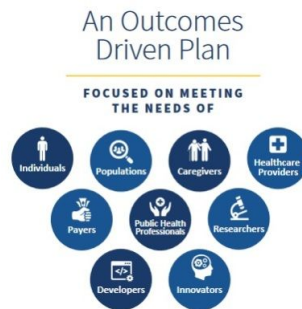 An Outcomes
Driven Plan
FOCUSED ON MEETING
THE NEEDS OF
Individuals
Populations
Caregivers
Healthcare
Providers
Payers
Public Health
Professionals
Researchers
Developers
Innovators